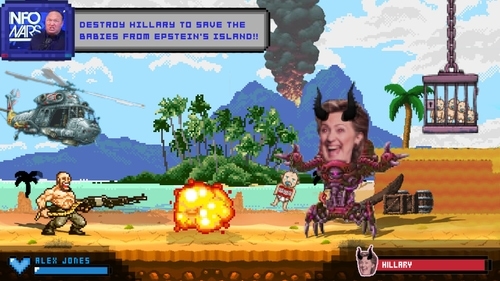 INFO
WARS
DESTROY HILLARY TO SAVE THE
BABIES FROM EPSTEIN'S ISLAND!!
ALEX JONES
HILLARY